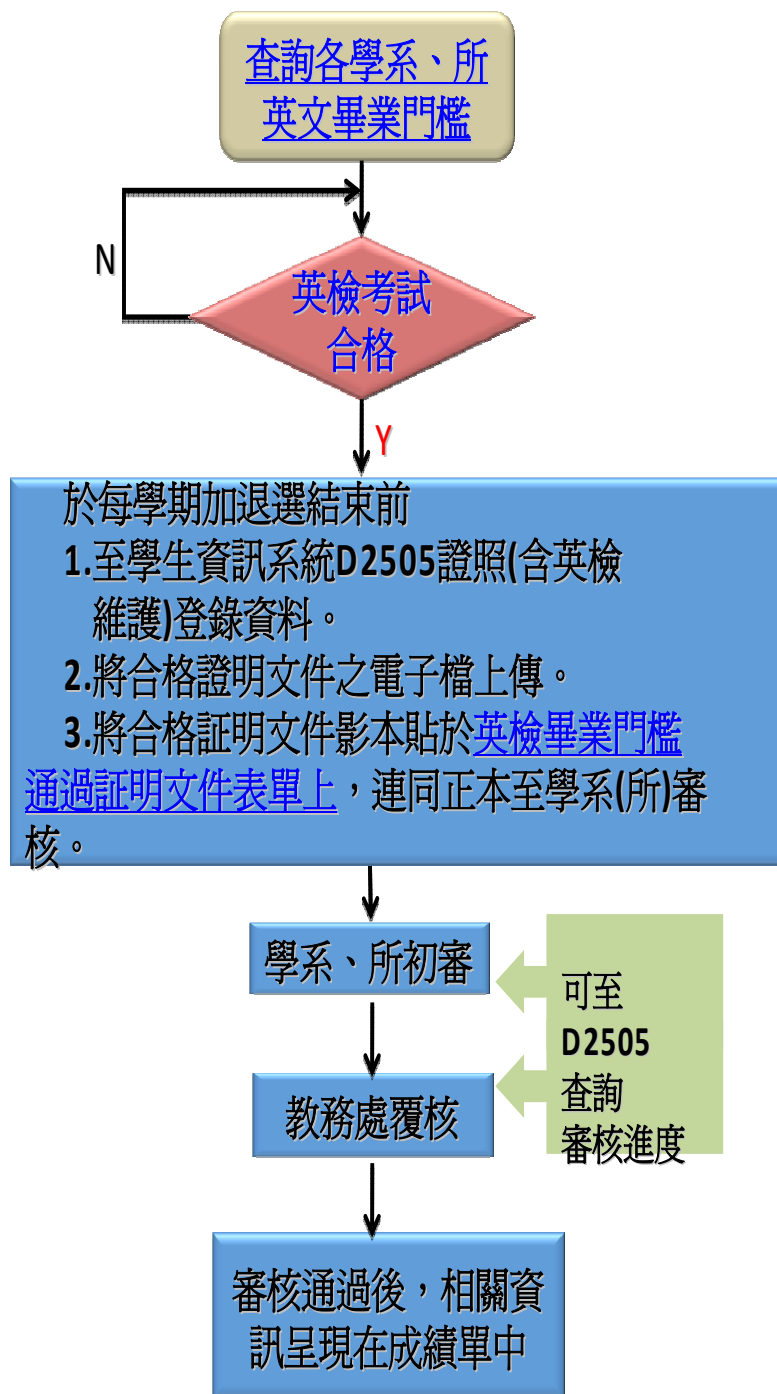 查詢各學系、所
英文畢業門檻
N
英檢考試
合格
Y
於每學期加退選結束前
1.至學生資訊系統D2505證照(含英檢
維護)登錄資料。
2.將合格證明文件之電子檔上傳。
3.將合格証明文件影本貼於英檢畢業門檻
通過証明文件表單上，連同正本至學系(所)審
核。
學系、所初審
可至
D2505
查詢
審核進度
教務處覆核
審核通過後，相關資
訊呈現在成績單中